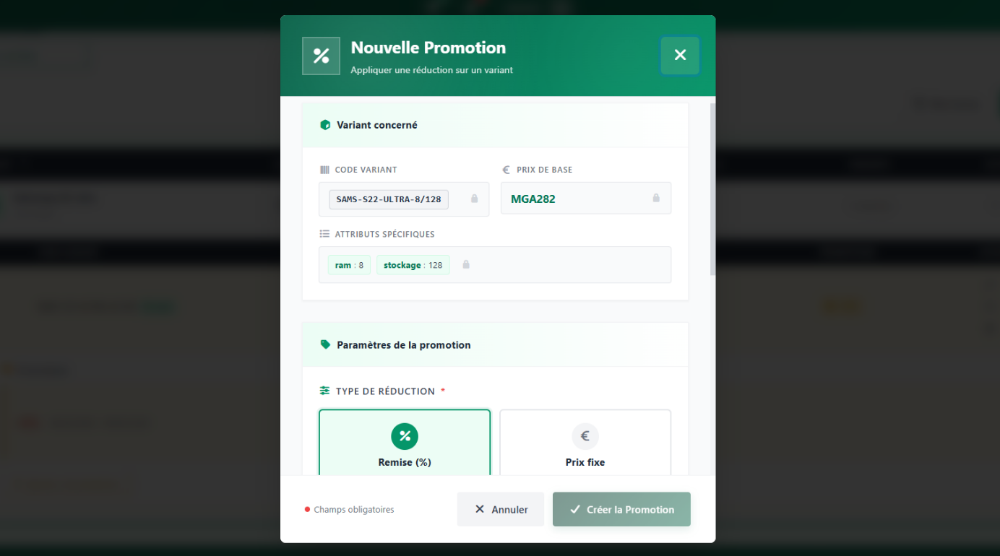 Nouvelle Promotion
Appliquer une réduction sur un variant
Variant concerné
CODE VARIANT
€ PRIX DE BASE
SAMS-S22-ULTRA-8/128
MGA282
ATTRIBUTS SPÉCIFIQUES
ram : 8
stockage : 128
Paramètres de la promotion
TYPE DE RÉDUCTION *
%
€
Remise (%)
Prix fixe
Champs obligatoires
Annuler
Créer la Promotion